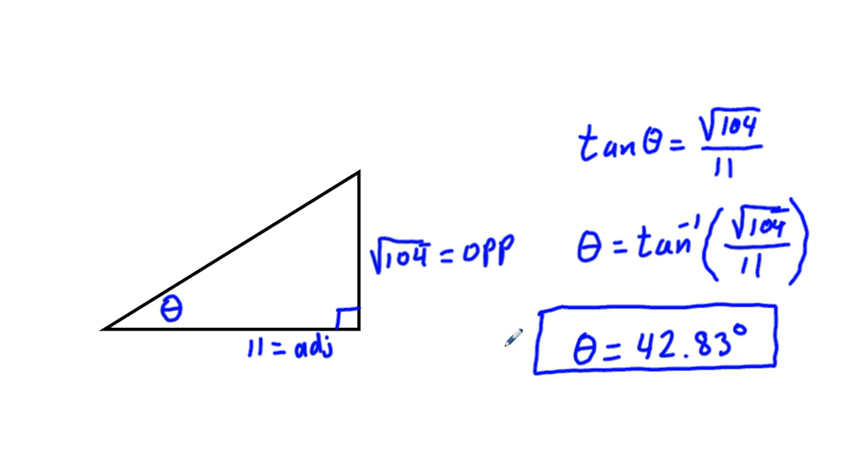 tanθ = √104/11
√104 = opp
θ = tan⁻¹(√104/11)
θ
11 = adj
θ = 42.83°